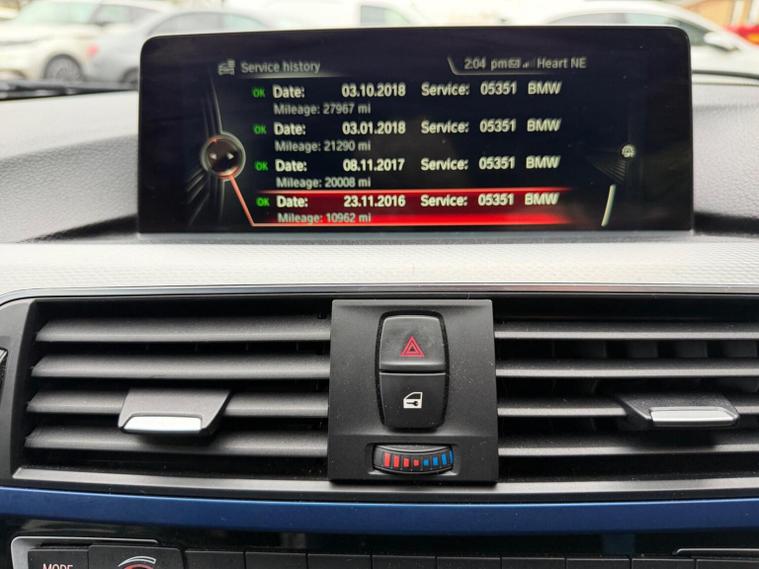 Service history 2:04 pm Heart NE
OK Date: 03.10.2018 Service: 05351 BMW
Mileage: 27967 mi
OK Date: 03.01.2018 Service: 05351 BMW
Mileage: 21290 mi
OK Date: 08.11.2017 Service: 05351 BMW
Mileage: 20008 mi
OK Date: 23.11.2016 Service: 05351 BMW
Mileage: 10962 mi
MODE